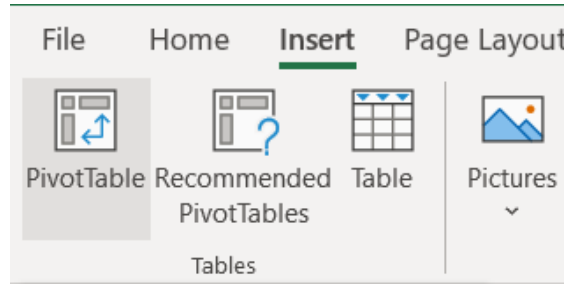 File Home Insert Page Layout
PivotTable Recommended Table Pictures
PivotTables
Tables